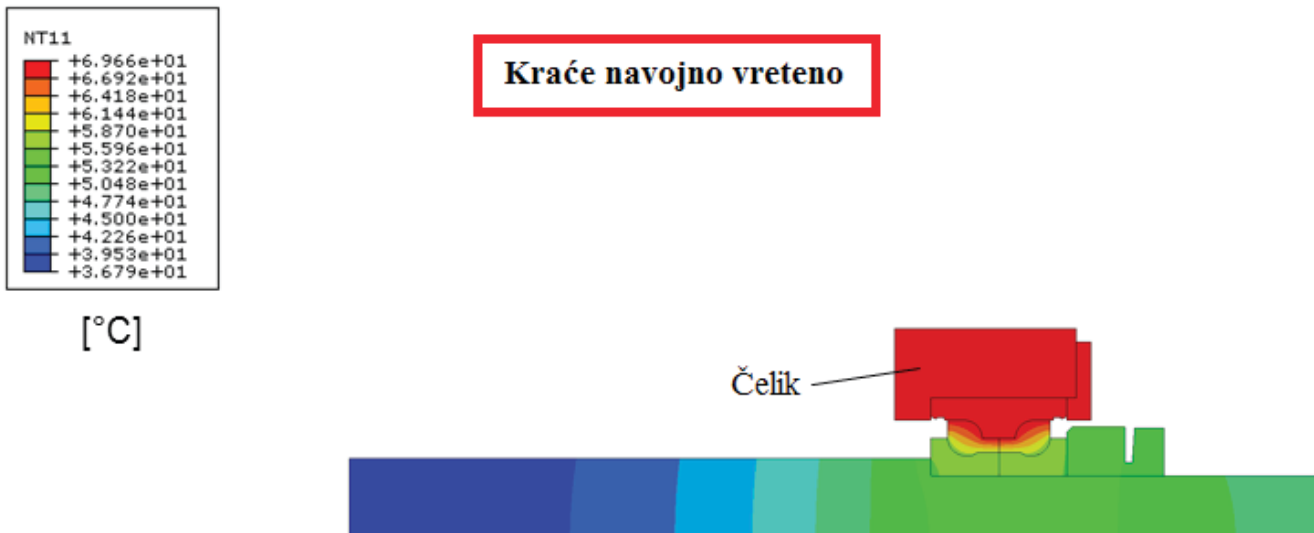 NT11
+6.966e+01
+6.692e+01
+6.418e+01
+6.144e+01
+5.870e+01
+5.596e+01
+5.322e+01
+5.048e+01
+4.774e+01
+4.500e+01
+4.226e+01
+3.953e+01
+3.679e+01
[°C]
Kraće navojno vreteno
Čelik